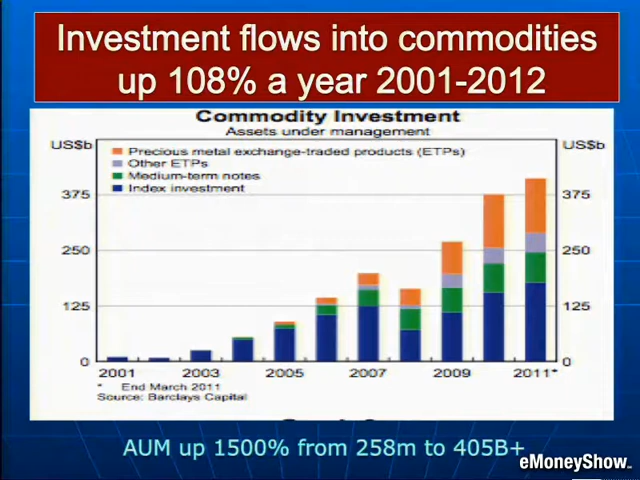 Investment flows into commodities
up 108% a year 2001-2012
Commodity Investment
Assets under management
US$b
US$b
Precious metal exchange-traded products (ETPs)
Other ETPs
Medium-term notes
Index investment
375
375
250
250
125
125
0
0
2001
2003
2005
2007
2009
2011*
* End March 2011
Source: Barclays Capital
AUM up 1500% from 258m to 405B+
eMoneyShow